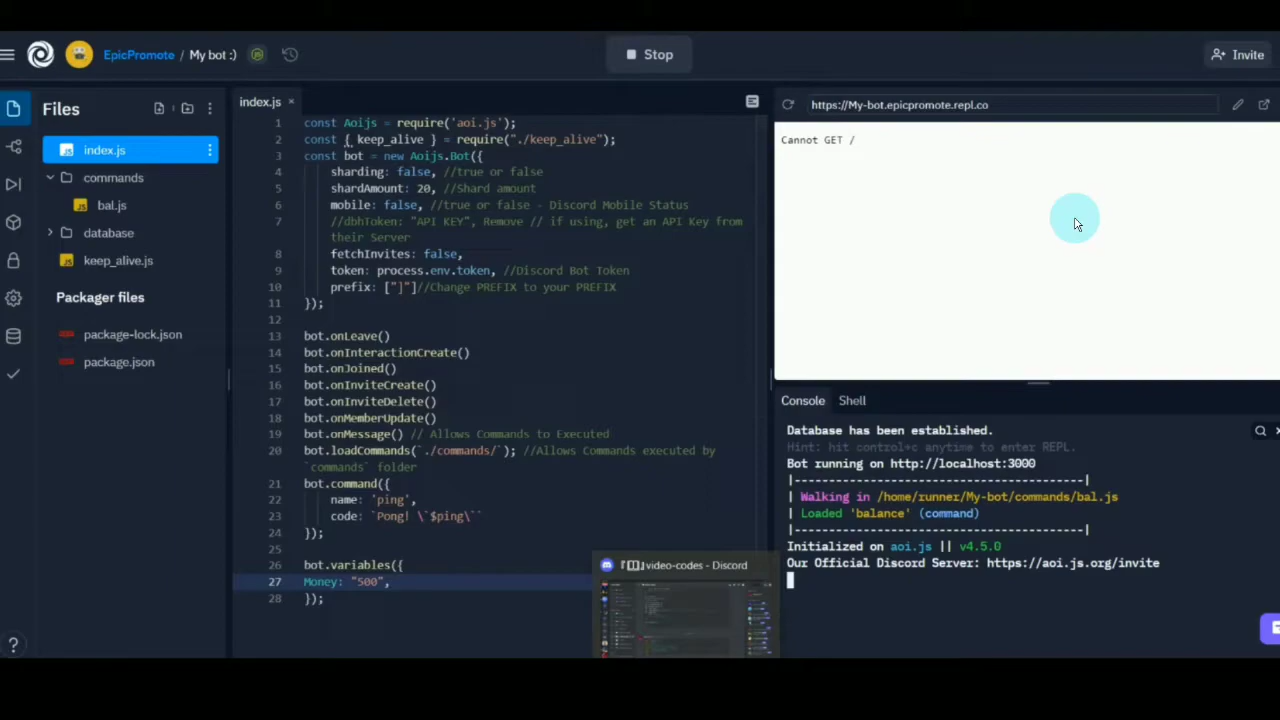 EpicPromote / My bot :)
Stop
Invite
Files
index.js
commands
bal.js
database
keep_alive.js
Packager files
package-lock.json
package.json
index.js ×
1 const Aoijs = require('aoi.js');
2 const { keep_alive } = require("./keep_alive");
3 const bot = new Aoijs.Bot({
4 sharding: false, //true or false
5 shardAmount: 20, //Shard amount
6 mobile: false, //true or false - Discord Mobile Status
7 //dbhToken: "API KEY", Remove // if using, get an API Key from
their Server
8 fetchInvites: false,
9 token: process.env.token, //Discord Bot Token
10 prefix: ["]"]//Change PREFIX to your PREFIX
11 });
12
13 bot.onLeave()
14 bot.onInteractionCreate()
15 bot.onJoined()
16 bot.onInviteCreate()
17 bot.onInviteDelete()
18 bot.onMemberUpdate()
19 bot.onMessage() // Allows Commands to Executed
20 bot.loadCommands(`./commands/`); //Allows Commands executed by
`commands` folder
21 bot.command({
22 name: 'ping',
23 code: `Pong! \`$ping\``
24 });
25
26 bot.variables({
27 Money: "500",
28 });
『video-codes - Discord
https://My-bot.epicpromote.repl.co
Cannot GET /
Console Shell
Database has been established.
Hint: hit control+c anytime to enter REPL.
Bot running on http://localhost:3000
|----------------------------------------|
| Walking in /home/runner/My-bot/commands/bal.js
| Loaded 'balance' (command)
|----------------------------------------|
Initialized on aoi.js || v4.5.0
Our Official Discord Server: https://aoi.js.org/invite